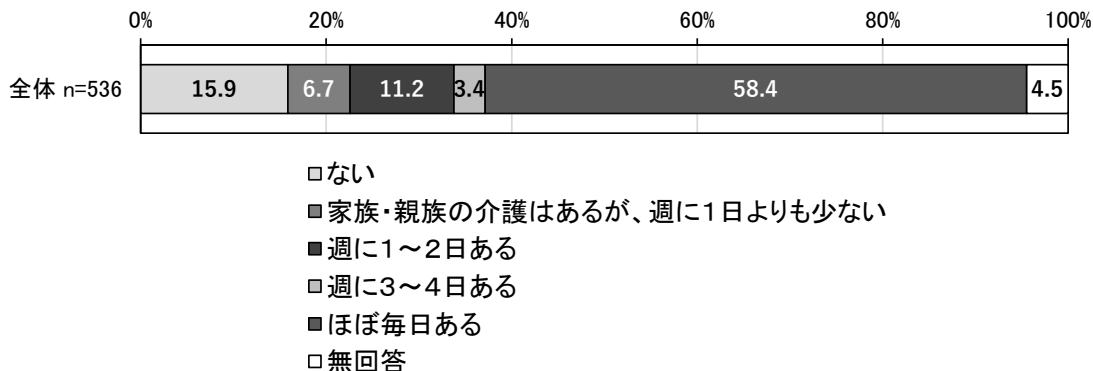 0% 20% 40% 60% 80% 100%
全体 n=536 15.9 6.7 11.2 3.4 58.4 4.5
ない
家族・親族の介護はあるが、週に１日よりも少ない
週に１～２日ある
週に３～４日ある
ほぼ毎日ある
無回答